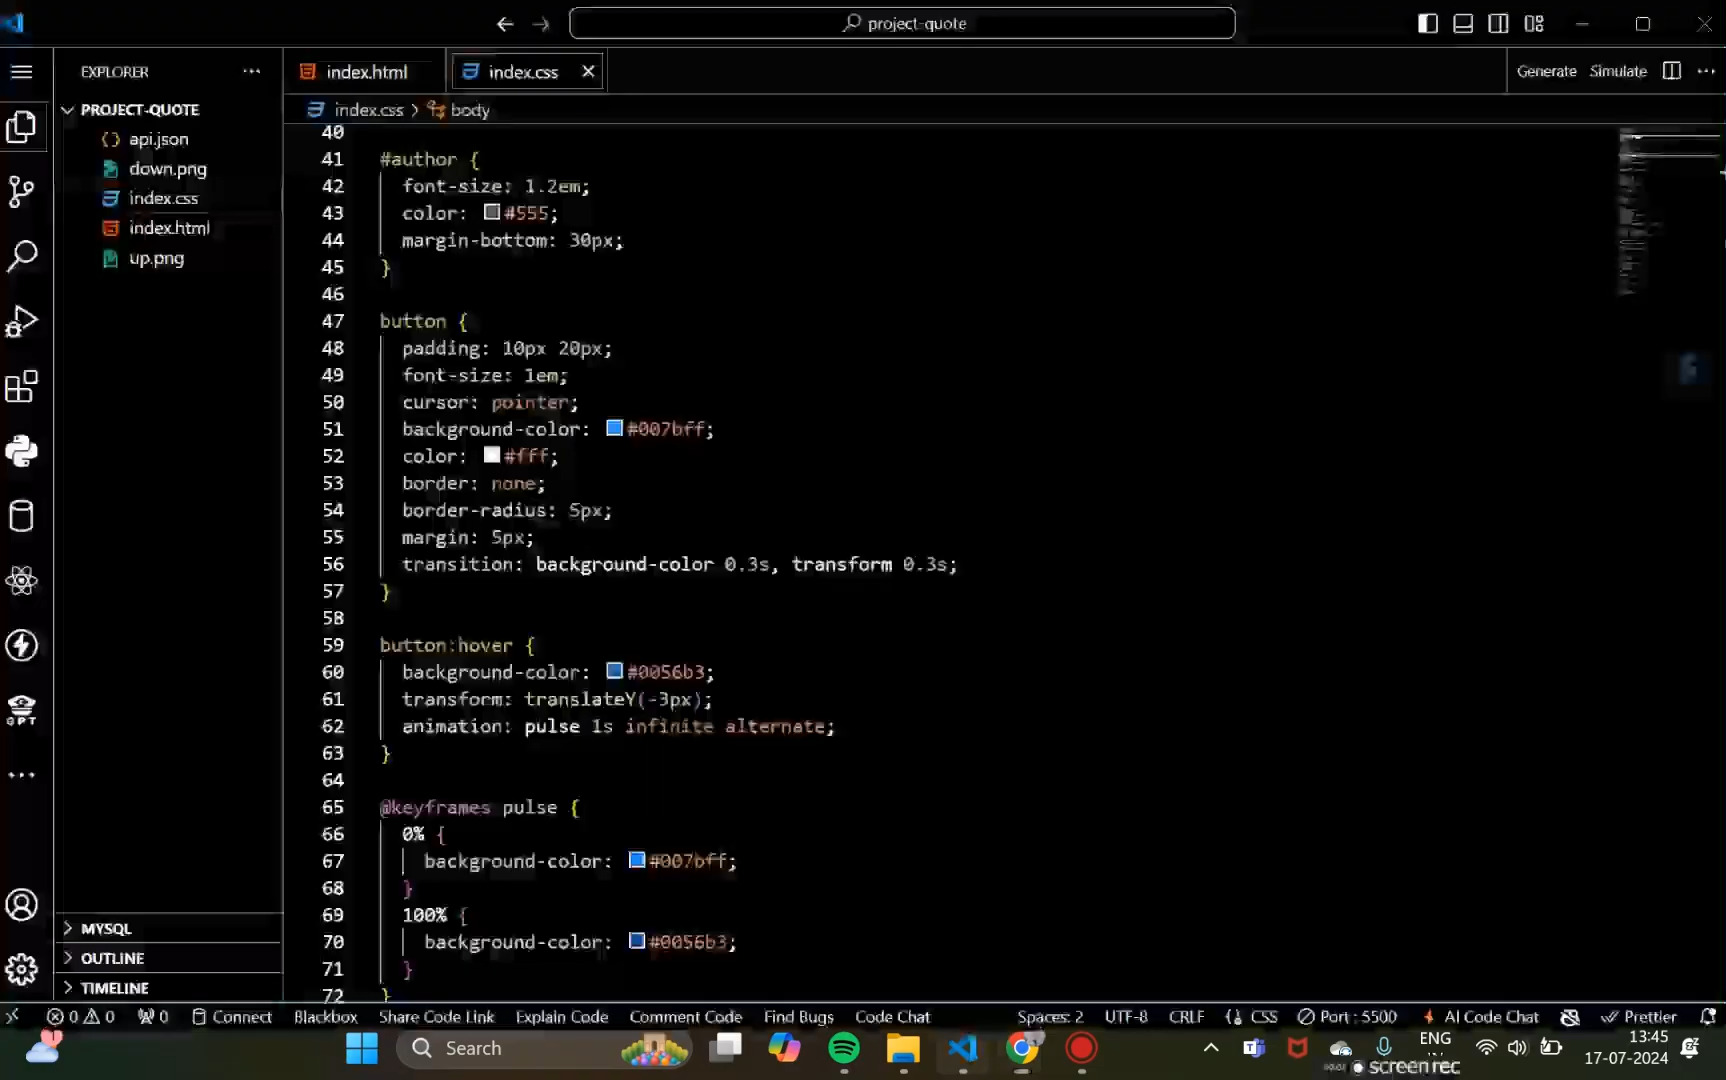 project-quote
EXPLORER
index.html
index.css
Generate Simulate
PROJECT-QUOTE
index.css > body
api.json
down.png
index.css
index.html
up.png
40
41 #author {
42 font-size: 1.2em;
43 color: #555;
44 margin-bottom: 30px;
45 }
46
47 button {
48 padding: 10px 20px;
49 font-size: 1em;
50 cursor: pointer;
51 background-color: #007bff;
52 color: #fff;
53 border: none;
54 border-radius: 5px;
55 margin: 5px;
56 transition: background-color 0.3s, transform 0.3s;
57 }
58
59 button:hover {
60 background-color: #0056b3;
61 transform: translateY(-3px);
62 animation: pulse 1s infinite alternate;
63 }
64
65 @keyframes pulse {
66 0% {
67 background-color: #007bff;
68 }
69 100% {
70 background-color: #0056b3;
71 }
72 }
GPT
MYSQL
OUTLINE
TIMELINE
0 0 0 Connect Blackbox Share Code Link Explain Code Comment Code Find Bugs Code Chat Spaces: 2 UTF-8 CRLF {} CSS Port : 5500 AI Code Chat Prettier
Search
ENG
13:45
17-07-2024
screenrec